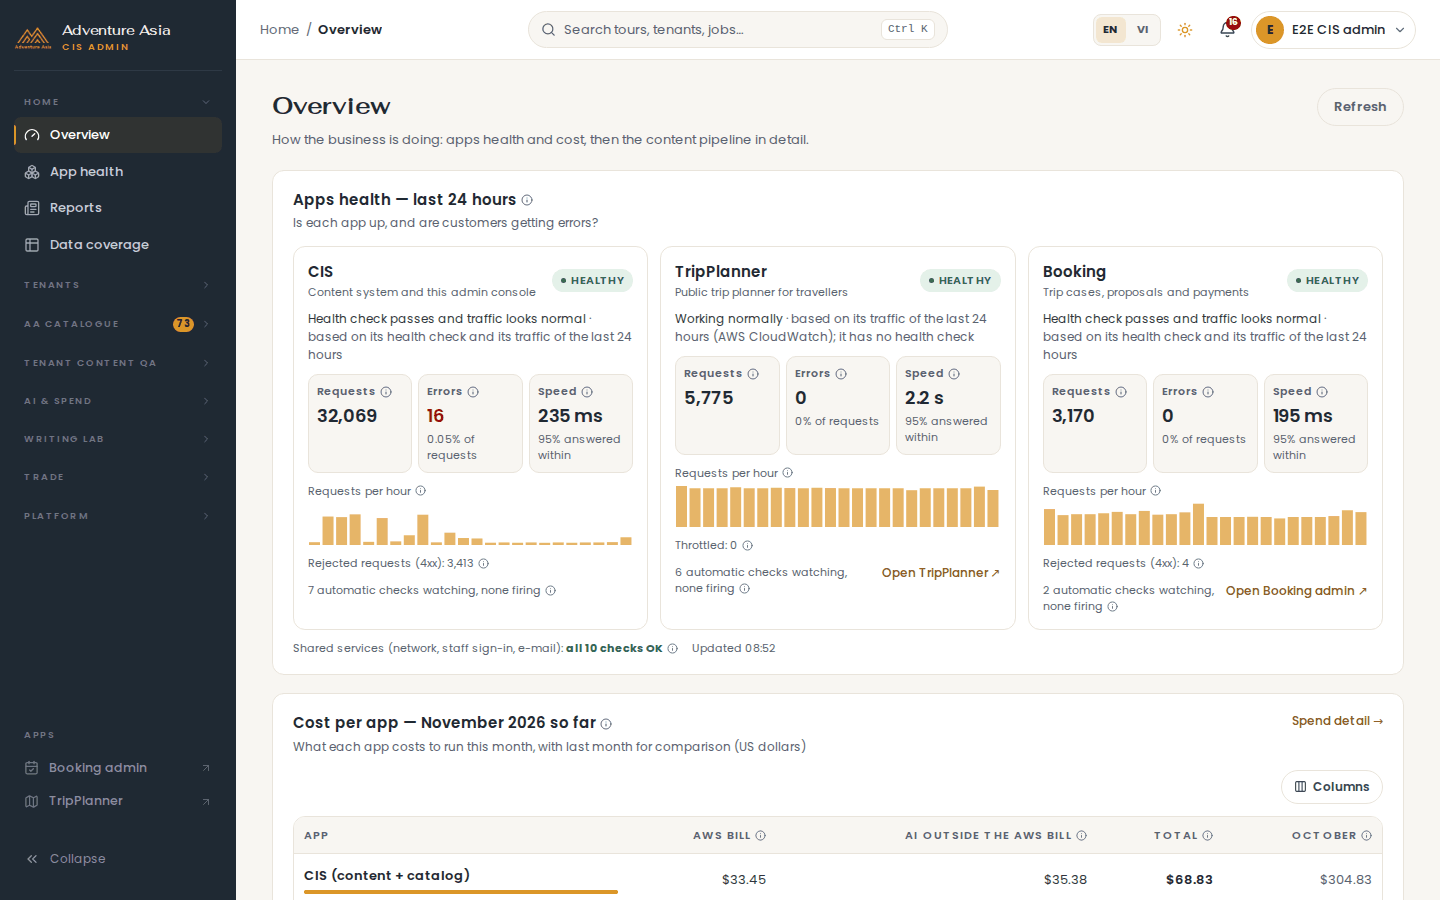 Adventure Asia
Adventure Asia
CIS ADMIN
HOME
Overview
App health
Reports
Data coverage
TENANTS
AA CATALOGUE 73
TENANT CONTENT QA
AI & SPEND
WRITING LAB
TRADE
PLATFORM
APPS
Booking admin
TripPlanner
Collapse
Home / Overview
Search tours, tenants, jobs... Ctrl K
EN VI
16
E E2E CIS admin
Overview
Refresh
How the business is doing: apps health and cost, then the content pipeline in detail.
Apps health — last 24 hours
Is each app up, and are customers getting errors?
CIS
HEALTHY
Content system and this admin console
Health check passes and traffic looks normal ·
based on its health check and its traffic of the last 24
hours
Requests
32,069
Errors
16
0.05% of
requests
Speed
235 ms
95% answered
within
Requests per hour
Rejected requests (4xx): 3,413
7 automatic checks watching, none firing
TripPlanner
HEALTHY
Public trip planner for travellers
Working normally · based on its traffic of the last 24
hours (AWS CloudWatch); it has no health check
Requests
5,775
Errors
0
0% of requests
Speed
2.2 s
95% answered
within
Requests per hour
Throttled: 0
6 automatic checks watching,
none firing
Open TripPlanner ↗
Booking
HEALTHY
Trip cases, proposals and payments
Health check passes and traffic looks normal ·
based on its health check and its traffic of the last 24
hours
Requests
3,170
Errors
0
0% of requests
Speed
195 ms
95% answered
within
Requests per hour
Rejected requests (4xx): 4
2 automatic checks watching,
none firing
Open Booking admin ↗
Shared services (network, staff sign-in, e-mail): all 10 checks OK Updated 08:52
Cost per app — November 2026 so far
Spend detail →
What each app costs to run this month, with last month for comparison (US dollars)
Columns
APP AWS BILL AI OUTSIDE THE AWS BILL TOTAL OCTOBER
CIS (content + catalog) $33.45 $35.38 $68.83 $304.83